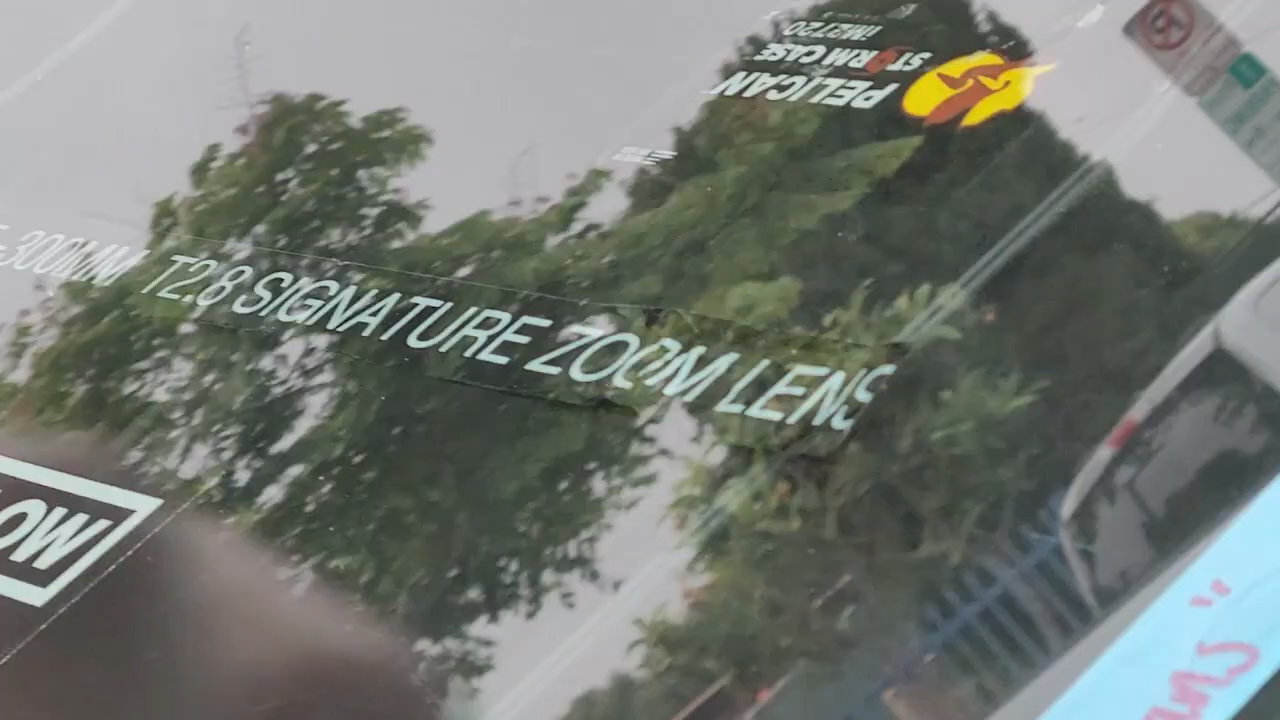 iM2720
STORM CASE
PELICAN
-300MM T2.8 SIGNATURE ZOOM LENS
OW